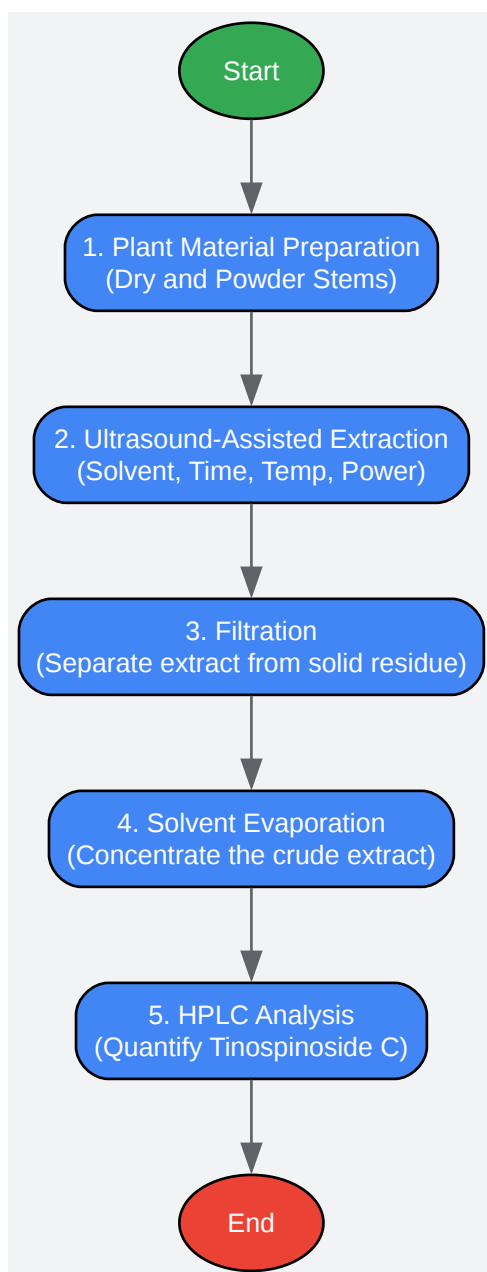 Start
1. Plant Material Preparation
(Dry and Powder Stems)
2. Ultrasound-Assisted Extraction
(Solvent, Time, Temp, Power)
3. Filtration
(Separate extract from solid residue)
4. Solvent Evaporation
(Concentrate the crude extract)
5. HPLC Analysis
(Quantify Tinospinoside C)
End